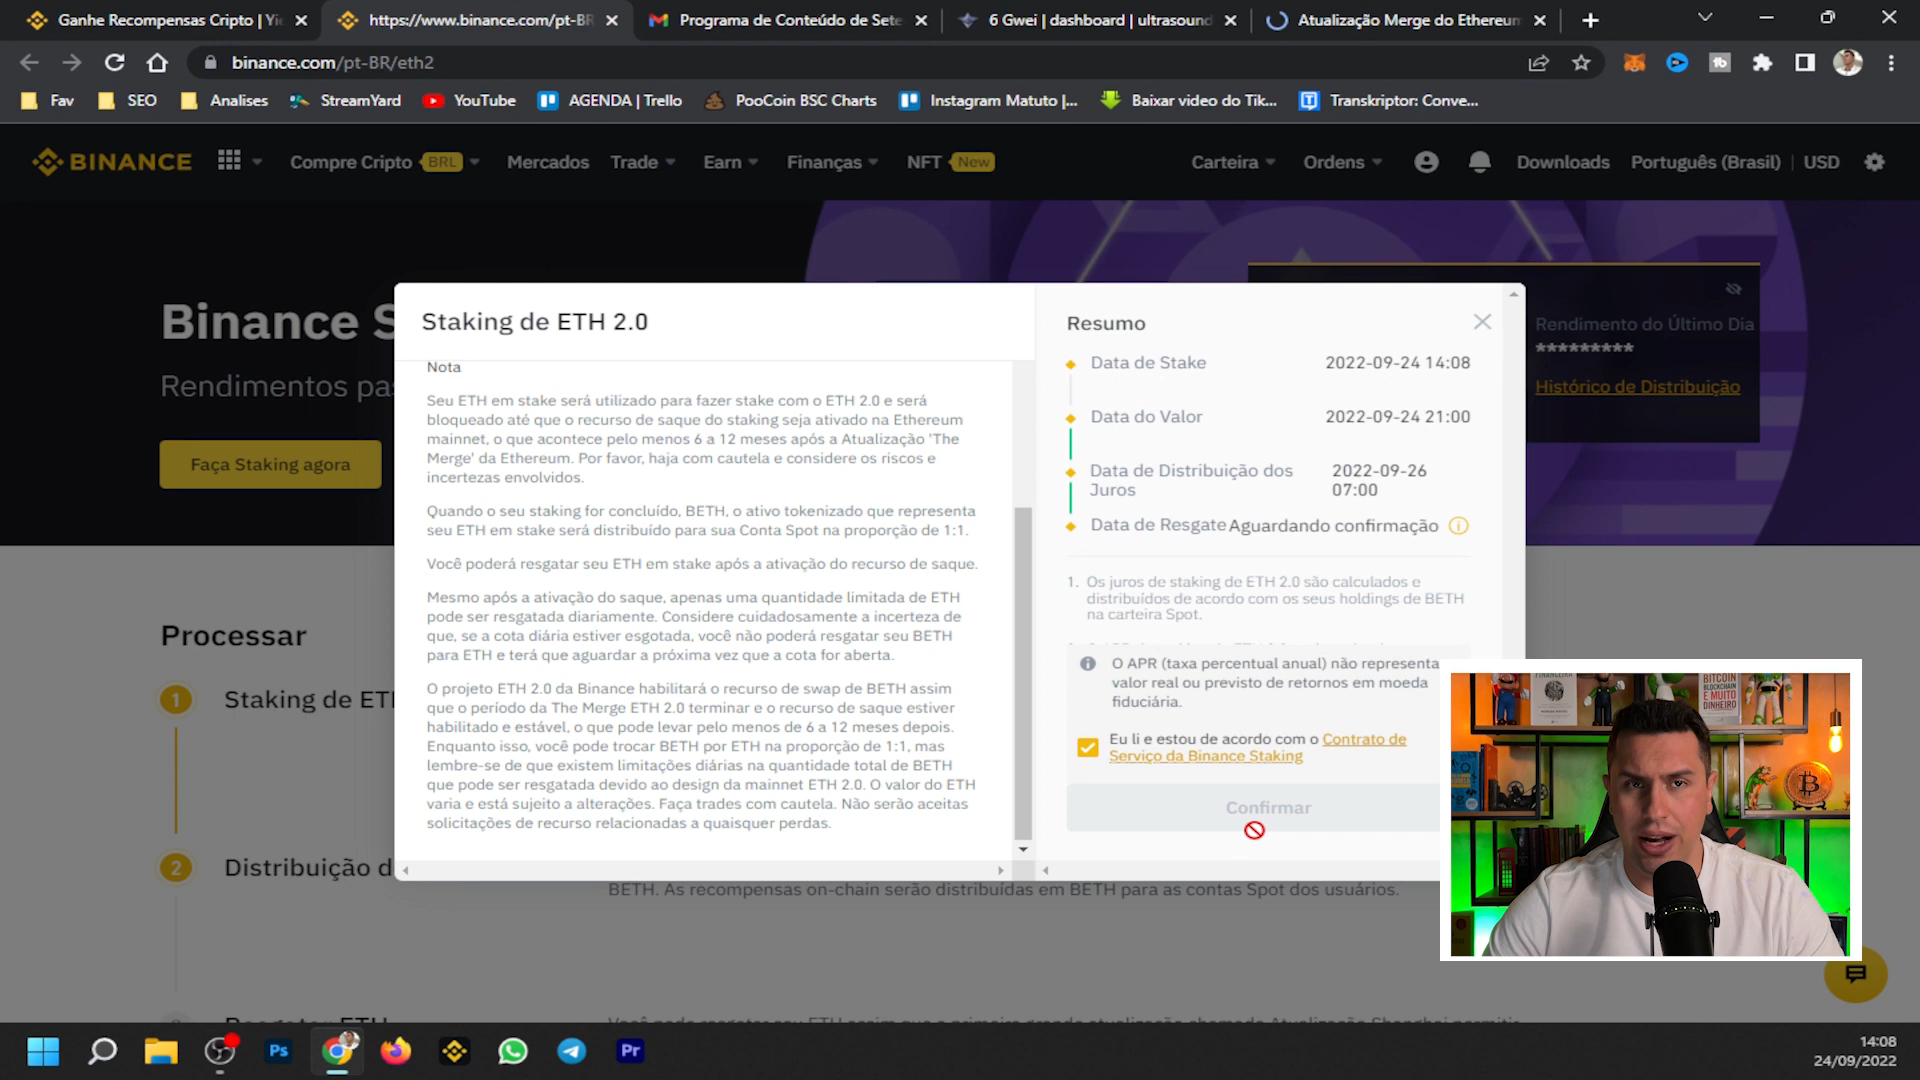 Ganhe Recompensas Cripto | Yie
https://www.binance.com/pt-BR
Programa de Conteúdo de Sete
6 Gwei | dashboard | ultrasound
Atualização Merge do Ethereum
binance.com/pt-BR/eth2
Fav
SEO
Analises
StreamYard
YouTube
AGENDA | Trello
PooCoin BSC Charts
Instagram Matuto |...
Baixar video do Tik...
Transkriptor: Conve...
BINANCE
Compre Cripto BRL
Mercados
Trade
Earn
Finanças
NFT New
Carteira
Ordens
Downloads
Português (Brasil) | USD
Binance S
Rendimentos pas
Faça Staking agora
Rendimento do Último Dia
*********
Histórico de Distribuição
Staking de ETH 2.0
Nota
Seu ETH em stake será utilizado para fazer stake com o ETH 2.0 e será
bloqueado até que o recurso de saque do staking seja ativado na Ethereum
mainnet, o que acontece pelo menos 6 a 12 meses após a Atualização 'The
Merge' da Ethereum. Por favor, haja com cautela e considere os riscos e
incertezas envolvidos.
Quando o seu staking for concluído, BETH, o ativo tokenizado que representa
seu ETH em stake será distribuído para sua Conta Spot na proporção de 1:1.
Você poderá resgatar seu ETH em stake após a ativação do recurso de saque.
Mesmo após a ativação do saque, apenas uma quantidade limitada de ETH
pode ser resgatada diariamente. Considere cuidadosamente a incerteza de
que, se a cota diária estiver esgotada, você não poderá resgatar seu BETH
para ETH e terá que aguardar a próxima vez que a cota for aberta.
O projeto ETH 2.0 da Binance habilitará o recurso de swap de BETH assim
que o período da The Merge ETH 2.0 terminar e o recurso de saque estiver
habilitado e estável, o que pode levar pelo menos de 6 a 12 meses depois.
Enquanto isso, você pode trocar BETH por ETH na proporção de 1:1, mas
lembre-se de que existem limitações diárias na quantidade total de BETH
que pode ser resgatada devido ao design da mainnet ETH 2.0. O valor do ETH
varia e está sujeito a alterações. Faça trades com cautela. Não serão aceitas
solicitações de recurso relacionadas a quaisquer perdas.
Resumo
Data de Stake 2022-09-24 14:08
Data do Valor 2022-09-24 21:00
Data de Distribuição dos 2022-09-26
Juros 07:00
Data de Resgate Aguardando confirmação
1. Os juros de staking de ETH 2.0 são calculados e
distribuídos de acordo com os seus holdings de BETH
na carteira Spot.
O APR (taxa percentual anual) não representa
valor real ou previsto de retornos em moeda
fiduciária.
Eu li e estou de acordo com o Contrato de
Serviço da Binance Staking
Confirmar
Processar
1 Staking de ETH
2 Distribuição d
BETH. As recompensas on-chain serão distribuídas em BETH para as contas Spot dos usuários.
BITCOIN
BLOCKCHAIN
E MUITO
DINHEIRO
Ps
Pr
14:08
24/09/2022